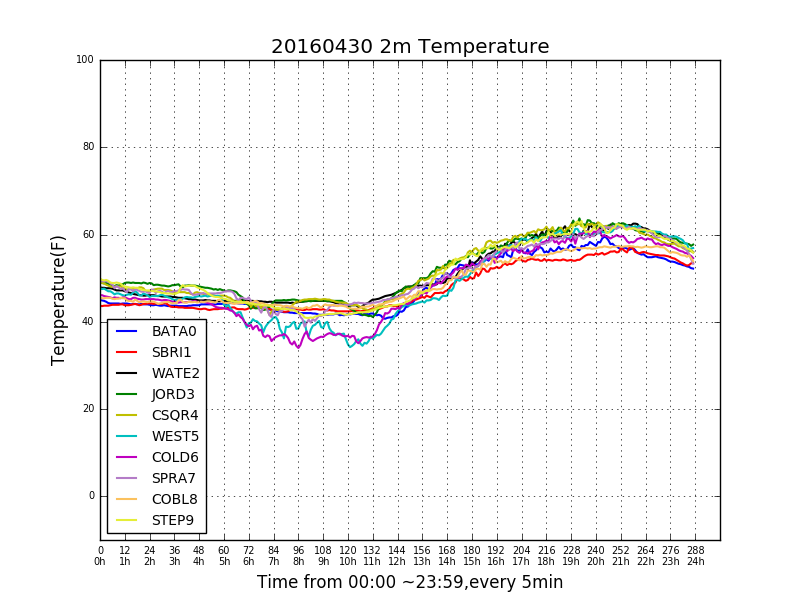 20160430 2m Temperature
100
80
60
40
20
0
Temperature(F)
BATA0
SBRI1
WATE2
JORD3
CSQR4
WEST5
COLD6
SPRA7
COBL8
STEP9
0 12 24 36 48 60 72 84 96 108 120 132 144 156 168 180 192 204 216 228 240 252 264 276 288
0h 1h 2h 3h 4h 5h 6h 7h 8h 9h 10h 11h 12h 13h 14h 15h 16h 17h 18h 19h 20h 21h 22h 23h 24h
Time from 00:00 ~23:59,every 5min